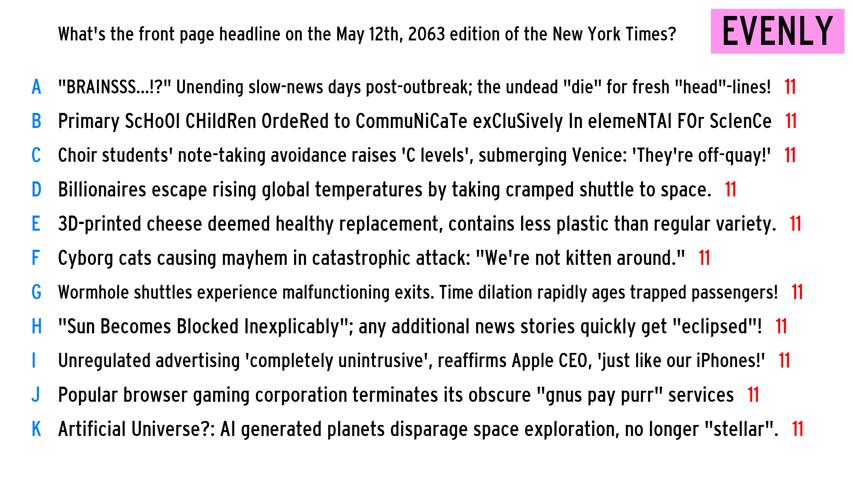 What's the front page headline on the May 12th, 2063 edition of the New York Times?
EVENLY
A "BRAINSSS...!?" Unending slow-news days post-outbreak; the undead "die" for fresh "head"-lines! 11
B Primary ScHoOl CHildRen OrdeRed to CommuNiCaTe exCluSively In elemeNTAl FOr ScIenCe 11
C Choir students' note-taking avoidance raises 'C levels', submerging Venice: 'They're off-quay!' 11
D Billionaires escape rising global temperatures by taking cramped shuttle to space. 11
E 3D-printed cheese deemed healthy replacement, contains less plastic than regular variety. 11
F Cyborg cats causing mayhem in catastrophic attack: "We're not kitten around." 11
G Wormhole shuttles experience malfunctioning exits. Time dilation rapidly ages trapped passengers! 11
H "Sun Becomes Blocked Inexplicably"; any additional news stories quickly get "eclipsed"! 11
I Unregulated advertising 'completely unintrusive', reaffirms Apple CEO, 'just like our iPhones!' 11
J Popular browser gaming corporation terminates its obscure "gnus pay purr" services 11
K Artificial Universe?: AI generated planets disparage space exploration, no longer "stellar". 11